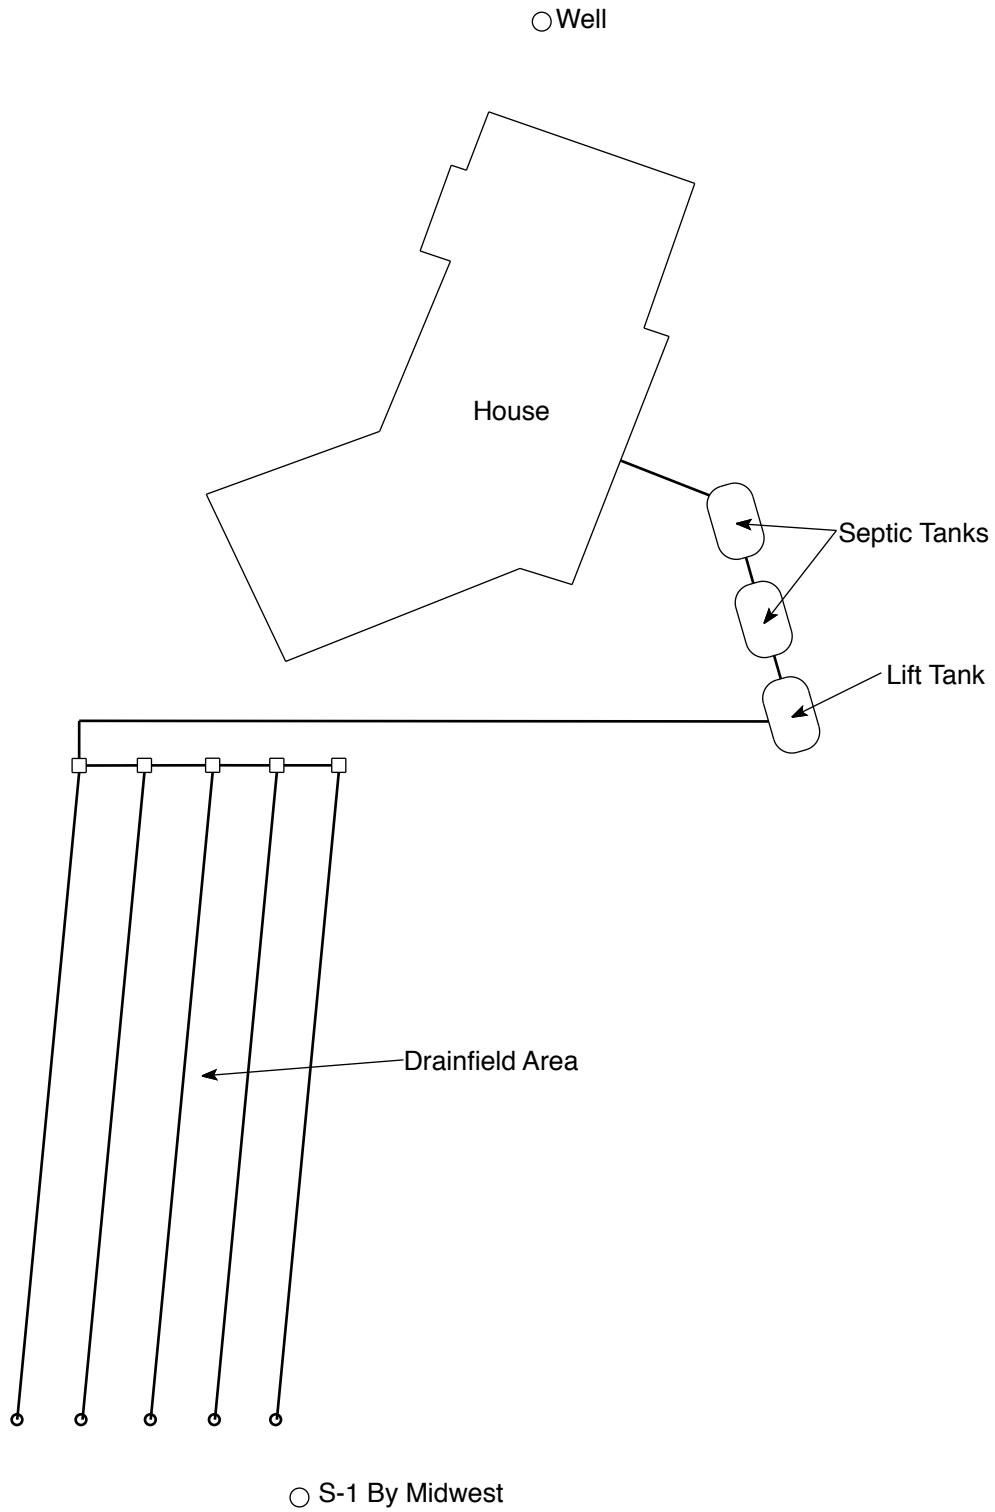 Well
House
Septic Tanks
Lift Tank
Drainfield Area
S-1 By Midwest